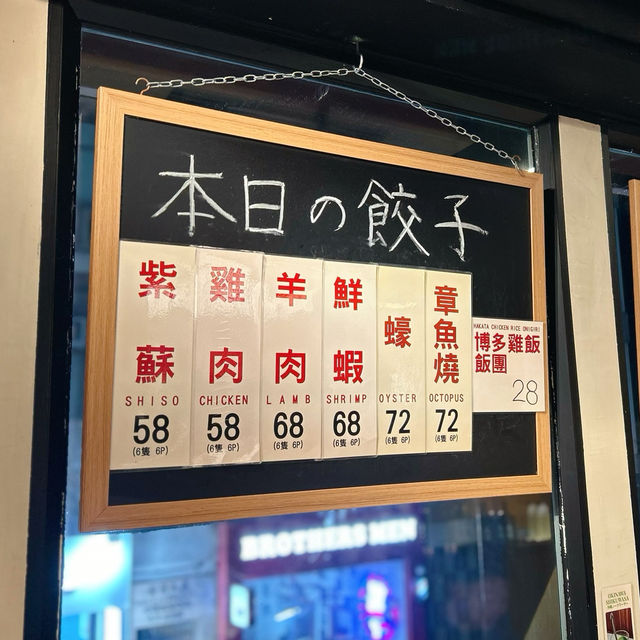 本日の餃子
紫蘇
SHISO
58
(6隻 6P)
雞肉
CHICKEN
58
(6隻 6P)
羊肉
LAMB
68
(6隻 6P)
鮮蝦
SHRIMP
68
(6隻 6P)
蠔
OYSTER
72
(6隻 6P)
章魚燒
OCTOPUS
72
(6隻 6P)
HAKATA CHICKEN RICE ONIGIRI
博多雞飯
飯團
28
BROTHERS MEN
OKINAWA
SHIKUWASA